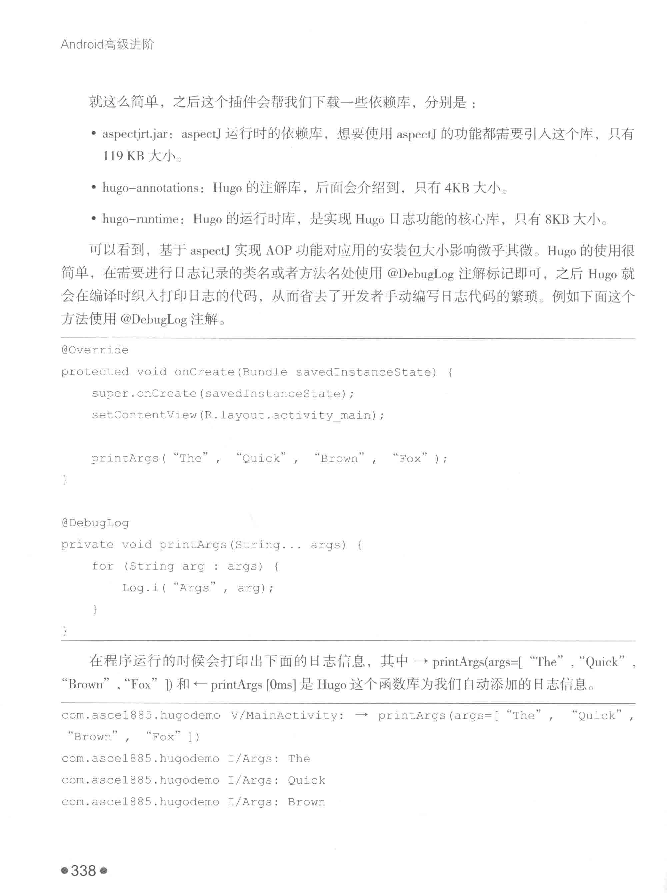 Android高级进阶
就这么简单，之后这个插件会帮我们下载一些依赖库，分别是：
• aspectjrt.jar：aspectJ 运行时的依赖库，想要使用 aspectJ 的功能都需要引入这个库，只有
119 KB 大小。
• hugo-annotations：Hugo 的注解库，后面会介绍到，只有 4KB 大小。
• hugo-runtime：Hugo 的运行时库，是实现 Hugo 日志功能的核心库，只有 8KB 大小。
可以看到，基于 aspectJ 实现 AOP 功能对应用的安装包大小影响微乎其微。Hugo 的使用很
简单，在需要进行日志记录的类名或者方法名处使用 @DebugLog 注解标记即可，之后 Hugo 就
会在编译时织入打印日志的代码，从而省去了开发者手动编写日志代码的繁琐。例如下面这个
方法使用 @DebugLog 注解。
@Override
protected void onCreate(Bundle savedInstanceState) {
super.onCreate(savedInstanceState);
setContentView(R.layout.activity_main);
printArgs(“The”, “Quick”, “Brown”, “Fox”);
}
@DebugLog
private void printArgs(String... args) {
for (String arg : args) {
Log.i(“Args”, arg);
}
}
在程序运行的时候会打印出下面的日志信息，其中 → printArgs(args=[“The”,“Quick”,
“Brown”,“Fox”]) 和 ← printArgs [0ms] 是 Hugo 这个函数库为我们自动添加的日志信息。
com.asce1885.hugodemo V/MainActivity: → printArgs(args=[“The”, “Quick”,
“Brown”, “Fox”])
com.asce1885.hugodemo I/Args: The
com.asce1885.hugodemo I/Args: Quick
com.asce1885.hugodemo I/Args: Brown
●338●